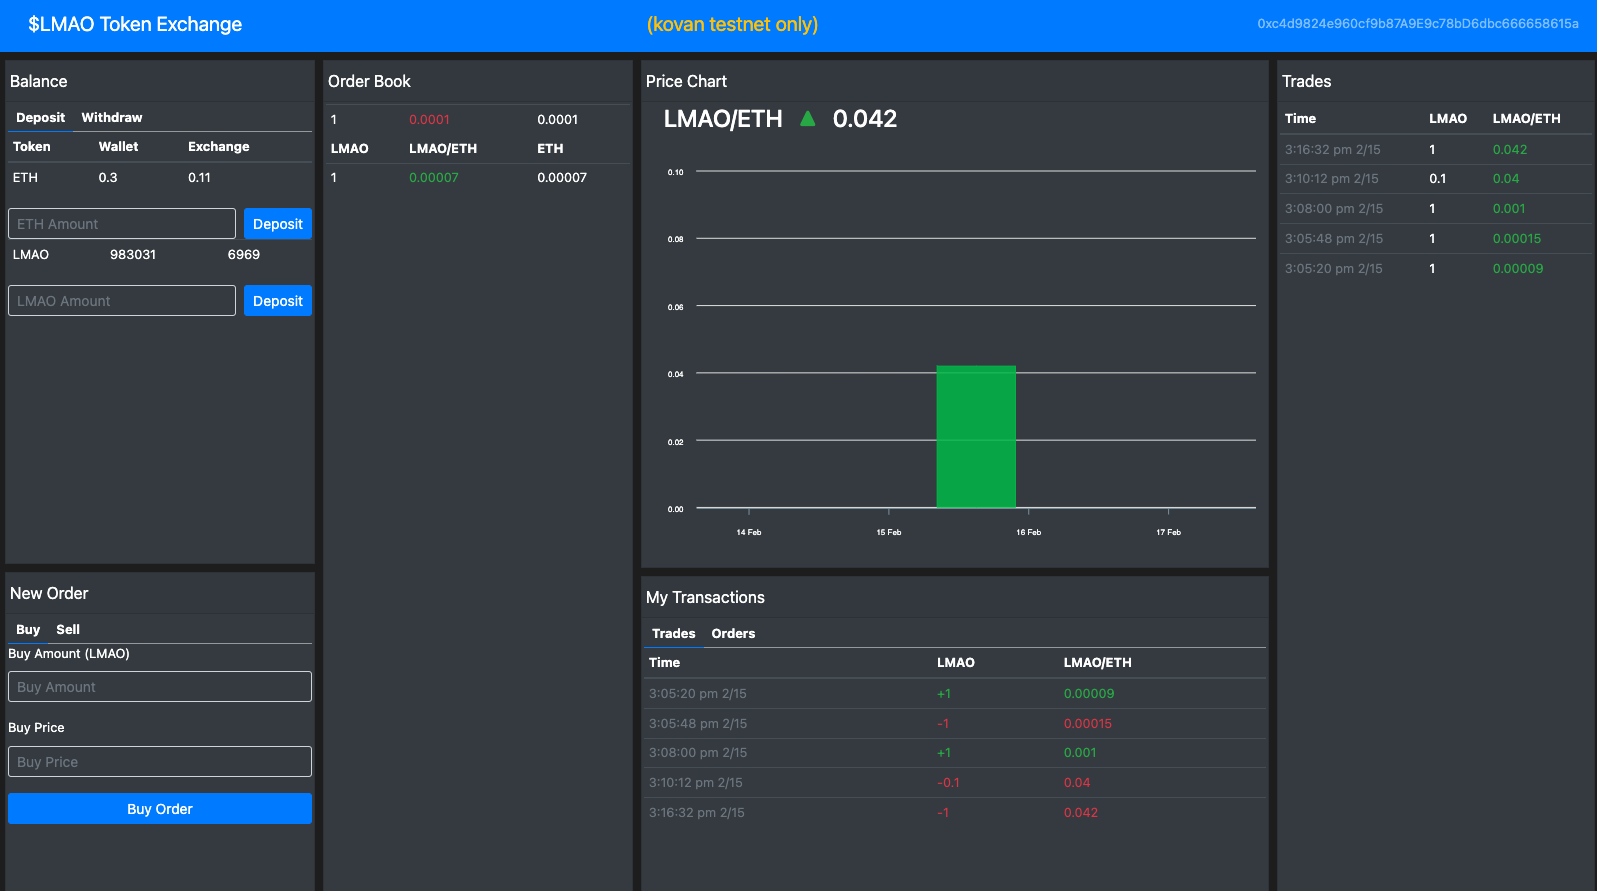 $LMAO Token Exchange
(kovan testnet only)
0xc4d9824e960cf9b87A9E9c78bD6dbc666658615a
Balance
Deposit Withdraw
Token Wallet Exchange
ETH 0.3 0.11
ETH Amount Deposit
LMAO 983031 6969
LMAO Amount Deposit
New Order
Buy Sell
Buy Amount (LMAO)
Buy Amount
Buy Price
Buy Price
Buy Order
Order Book
1 0.0001 0.0001
LMAO LMAO/ETH ETH
1 0.00007 0.00007
Price Chart
LMAO/ETH ▲ 0.042
0.10
0.08
0.06
0.04
0.02
0.00
14 Feb 15 Feb 16 Feb 17 Feb
My Transactions
Trades Orders
Time LMAO LMAO/ETH
3:05:20 pm 2/15 +1 0.00009
3:05:48 pm 2/15 -1 0.00015
3:08:00 pm 2/15 +1 0.001
3:10:12 pm 2/15 -0.1 0.04
3:16:32 pm 2/15 -1 0.042
Trades
Time LMAO LMAO/ETH
3:16:32 pm 2/15 1 0.042
3:10:12 pm 2/15 0.1 0.04
3:08:00 pm 2/15 1 0.001
3:05:48 pm 2/15 1 0.00015
3:05:20 pm 2/15 1 0.00009